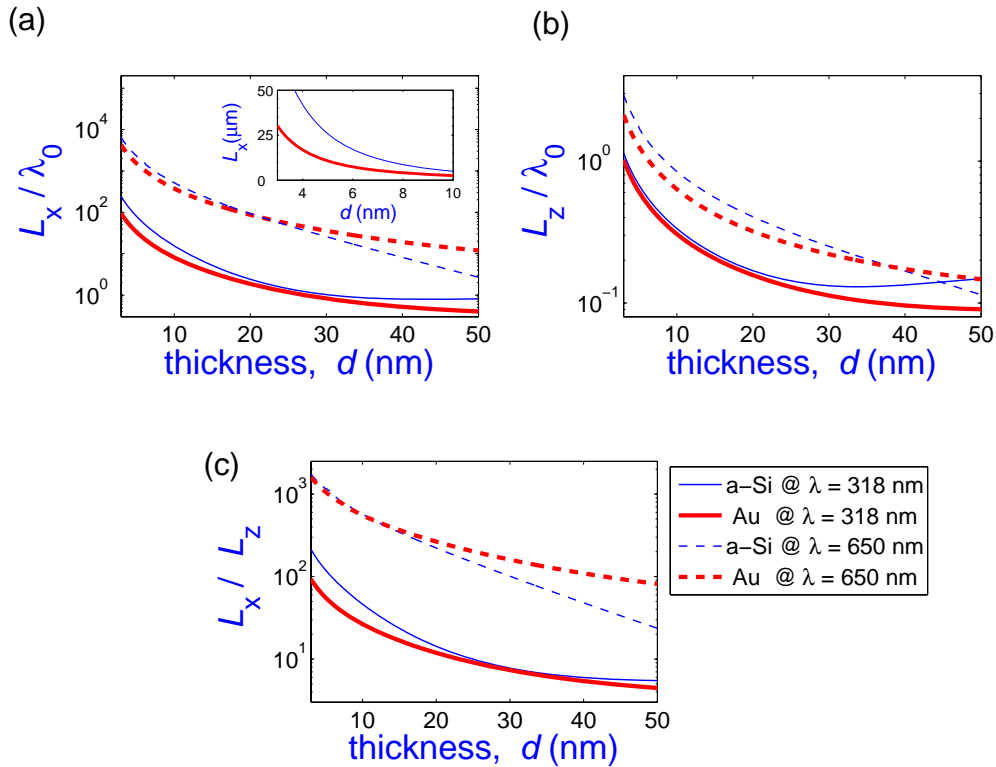 (a)
(b)
L_x / λ_0
10^4
10^2
10^0
10 20 30 40 50
thickness, d (nm)
L_x(μm)
50
25
0
4 6 8 10
d (nm)
L_z / λ_0
10^0
10^−1
10 20 30 40 50
thickness, d (nm)
(c)
L_x / L_z
10^3
10^2
10^1
10 20 30 40 50
thickness, d (nm)
a−Si @ λ = 318 nm
Au @ λ = 318 nm
a−Si @ λ = 650 nm
Au @ λ = 650 nm